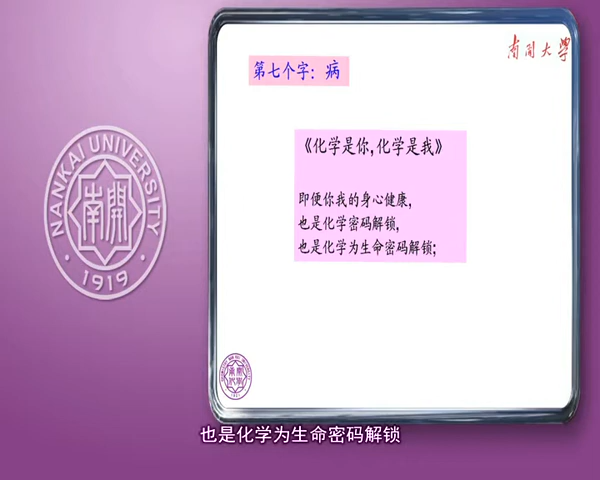 第七个字：病
南开大学
《化学是你,化学是我》
即便你我的身心健康,
也是化学密码解锁,
也是化学为生命密码解锁;
NANKAI UNIVERSITY
南開
·1919·
也是化学为生命密码解锁